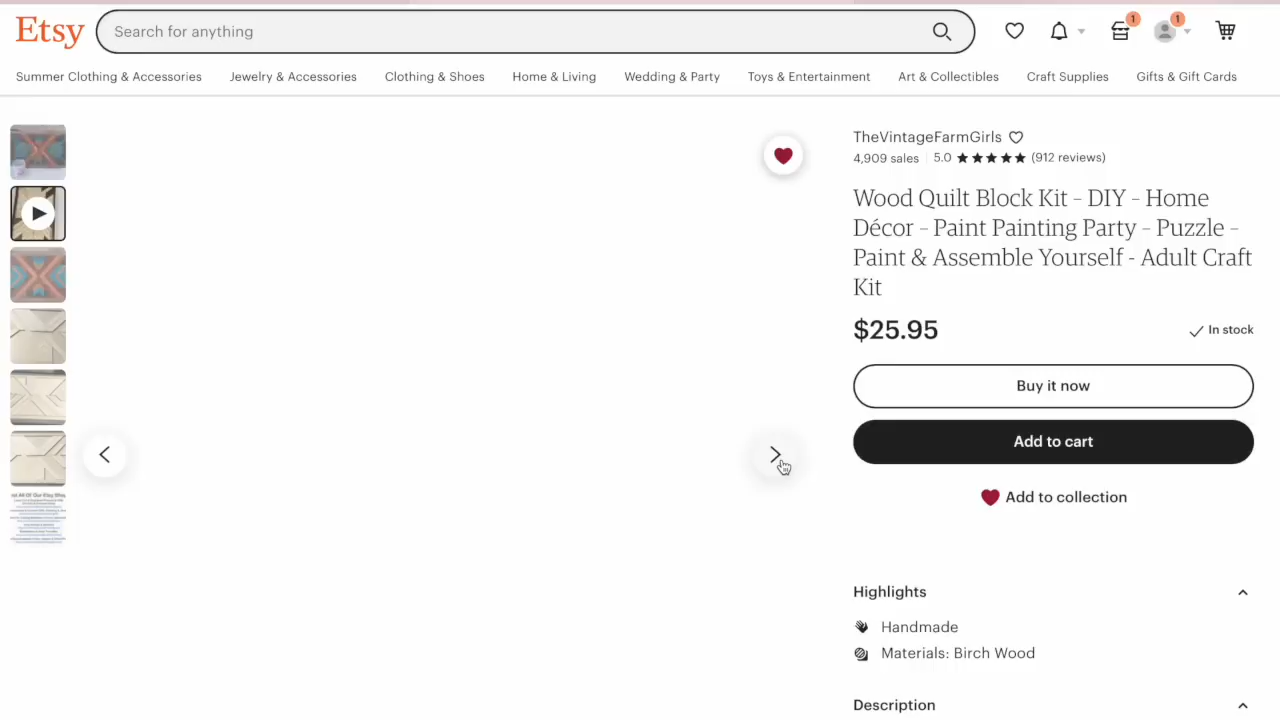 Etsy
Search for anything
1
1
Summer Clothing & Accessories
Jewelry & Accessories
Clothing & Shoes
Home & Living
Wedding & Party
Toys & Entertainment
Art & Collectibles
Craft Supplies
Gifts & Gift Cards
TheVintageFarmGirls
4,909 sales 5.0 ★★★★★ (912 reviews)
Wood Quilt Block Kit - DIY - Home
Décor - Paint Painting Party - Puzzle -
Paint & Assemble Yourself - Adult Craft
Kit
$25.95
In stock
Buy it now
Add to cart
Add to collection
Highlights
Handmade
Materials: Birch Wood
Description